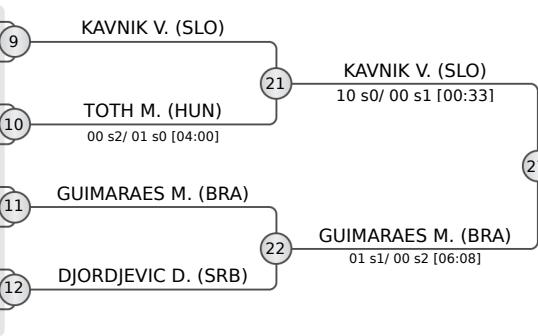 KAVNIK V. (SLO)
9
21
KAVNIK V. (SLO)
10 s0/ 00 s1 [00:33]
TOTH M. (HUN)
10
00 s2/ 01 s0 [04:00]
GUIMARAES M. (BRA)
11
22
GUIMARAES M. (BRA)
01 s1/ 00 s2 [06:08]
DJORDJEVIC D. (SRB)
12